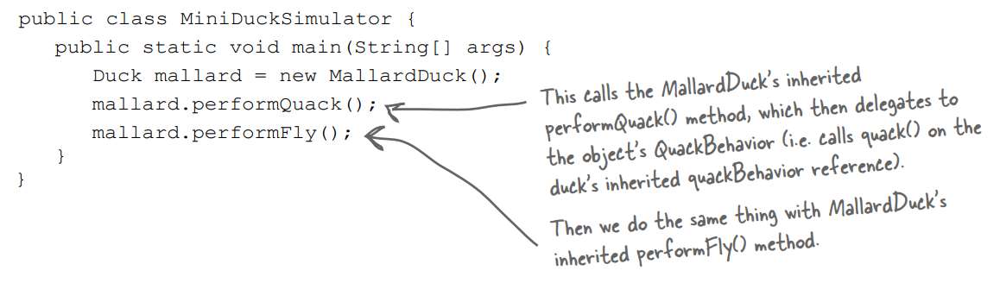 public class MiniDuckSimulator {
public static void main(String[] args) {
Duck mallard = new MallardDuck();
mallard.performQuack();
mallard.performFly();
}
}
This calls the MallardDuck's inherited
performQuack() method, which then delegates to
the object's QuackBehavior (i.e. calls quack() on the
duck's inherited quackBehavior reference).
Then we do the same thing with MallardDuck's
inherited performFly() method.